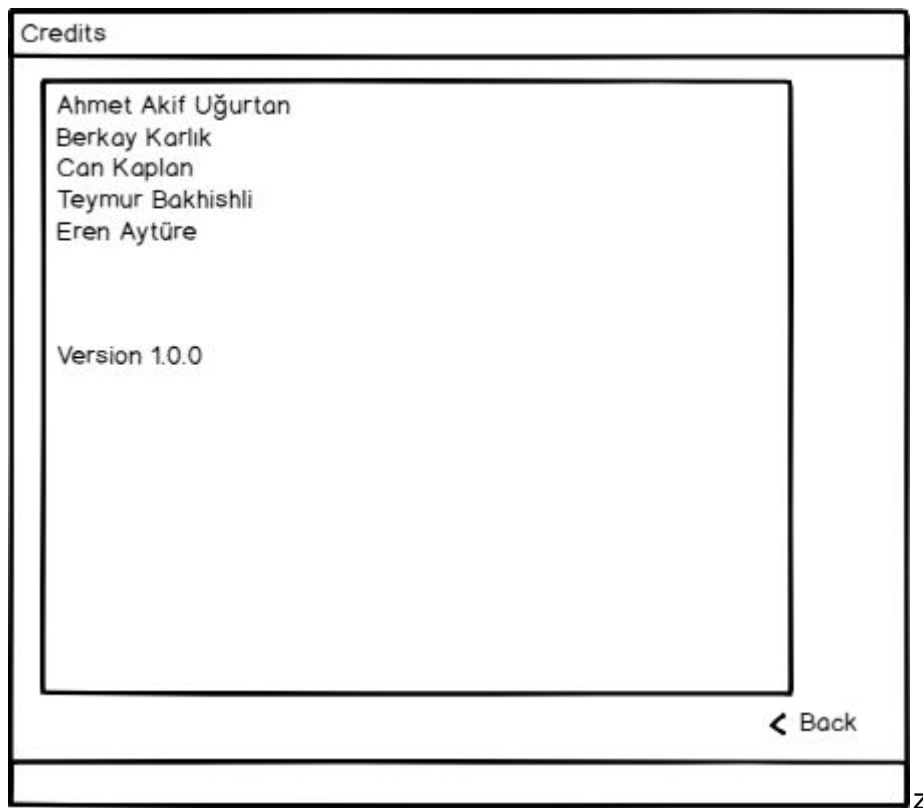 Credits
Ahmet Akif Uğurtan
Berkay Karlık
Can Kaplan
Teymur Bakhishli
Eren Aytüre
Version 1.0.0
Back
z